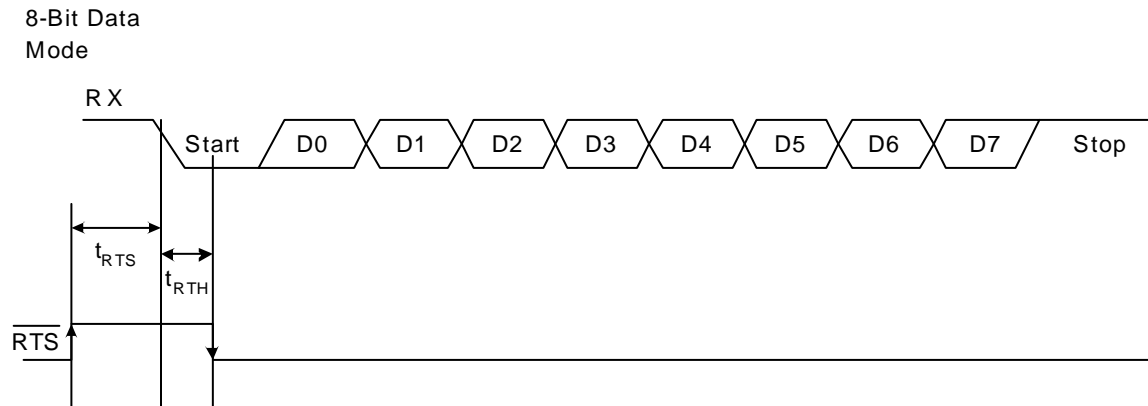 8-Bit Data
Mode
RX
Start D0 D1 D2 D3 D4 D5 D6 D7 Stop
tRTS
tRTH
RTS